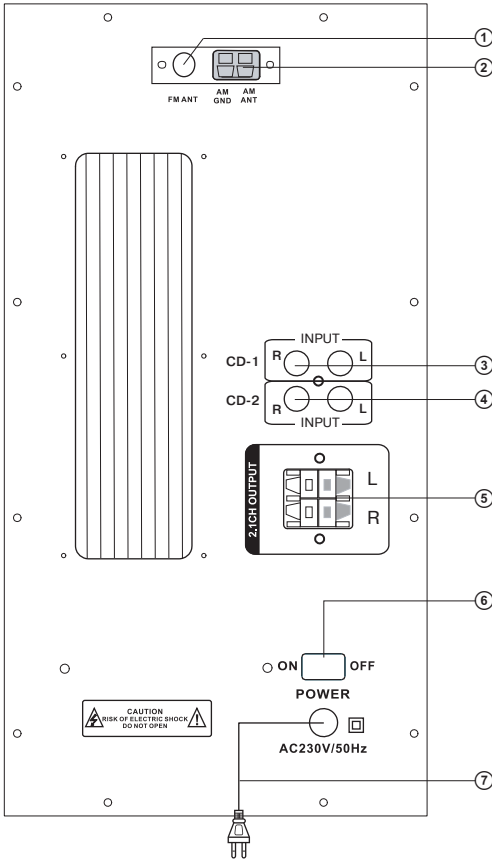 1
2
FM ANT
AM GND
AM ANT
INPUT
CD-1 R L
3
CD-2 R L
4
INPUT
2.1CH OUTPUT
L
5
R
6
ON OFF
POWER
CAUTION
RISK OF ELECTRIC SHOCK
DO NOT OPEN
AC230V/50Hz
7